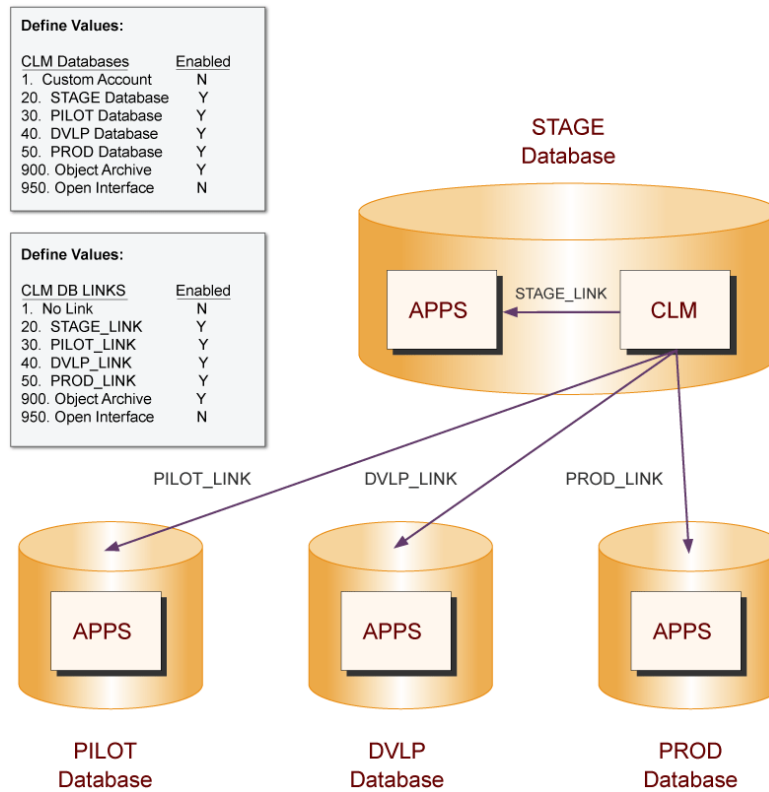 Define Values:
CLM Databases Enabled
1. Custom Account N
20. STAGE Database Y
30. PILOT Database Y
40. DVLP Database Y
50. PROD Database Y
900. Object Archive Y
950. Open Interface N
Define Values:
CLM DB LINKS Enabled
1. No Link N
20. STAGE_LINK Y
30. PILOT_LINK Y
40. DVLP_LINK Y
50. PROD_LINK Y
900. Object Archive Y
950. Open Interface N
STAGE
Database
APPS
STAGE_LINK
CLM
PILOT_LINK
DVLP_LINK
PROD_LINK
APPS
APPS
APPS
PILOT
Database
DVLP
Database
PROD
Database